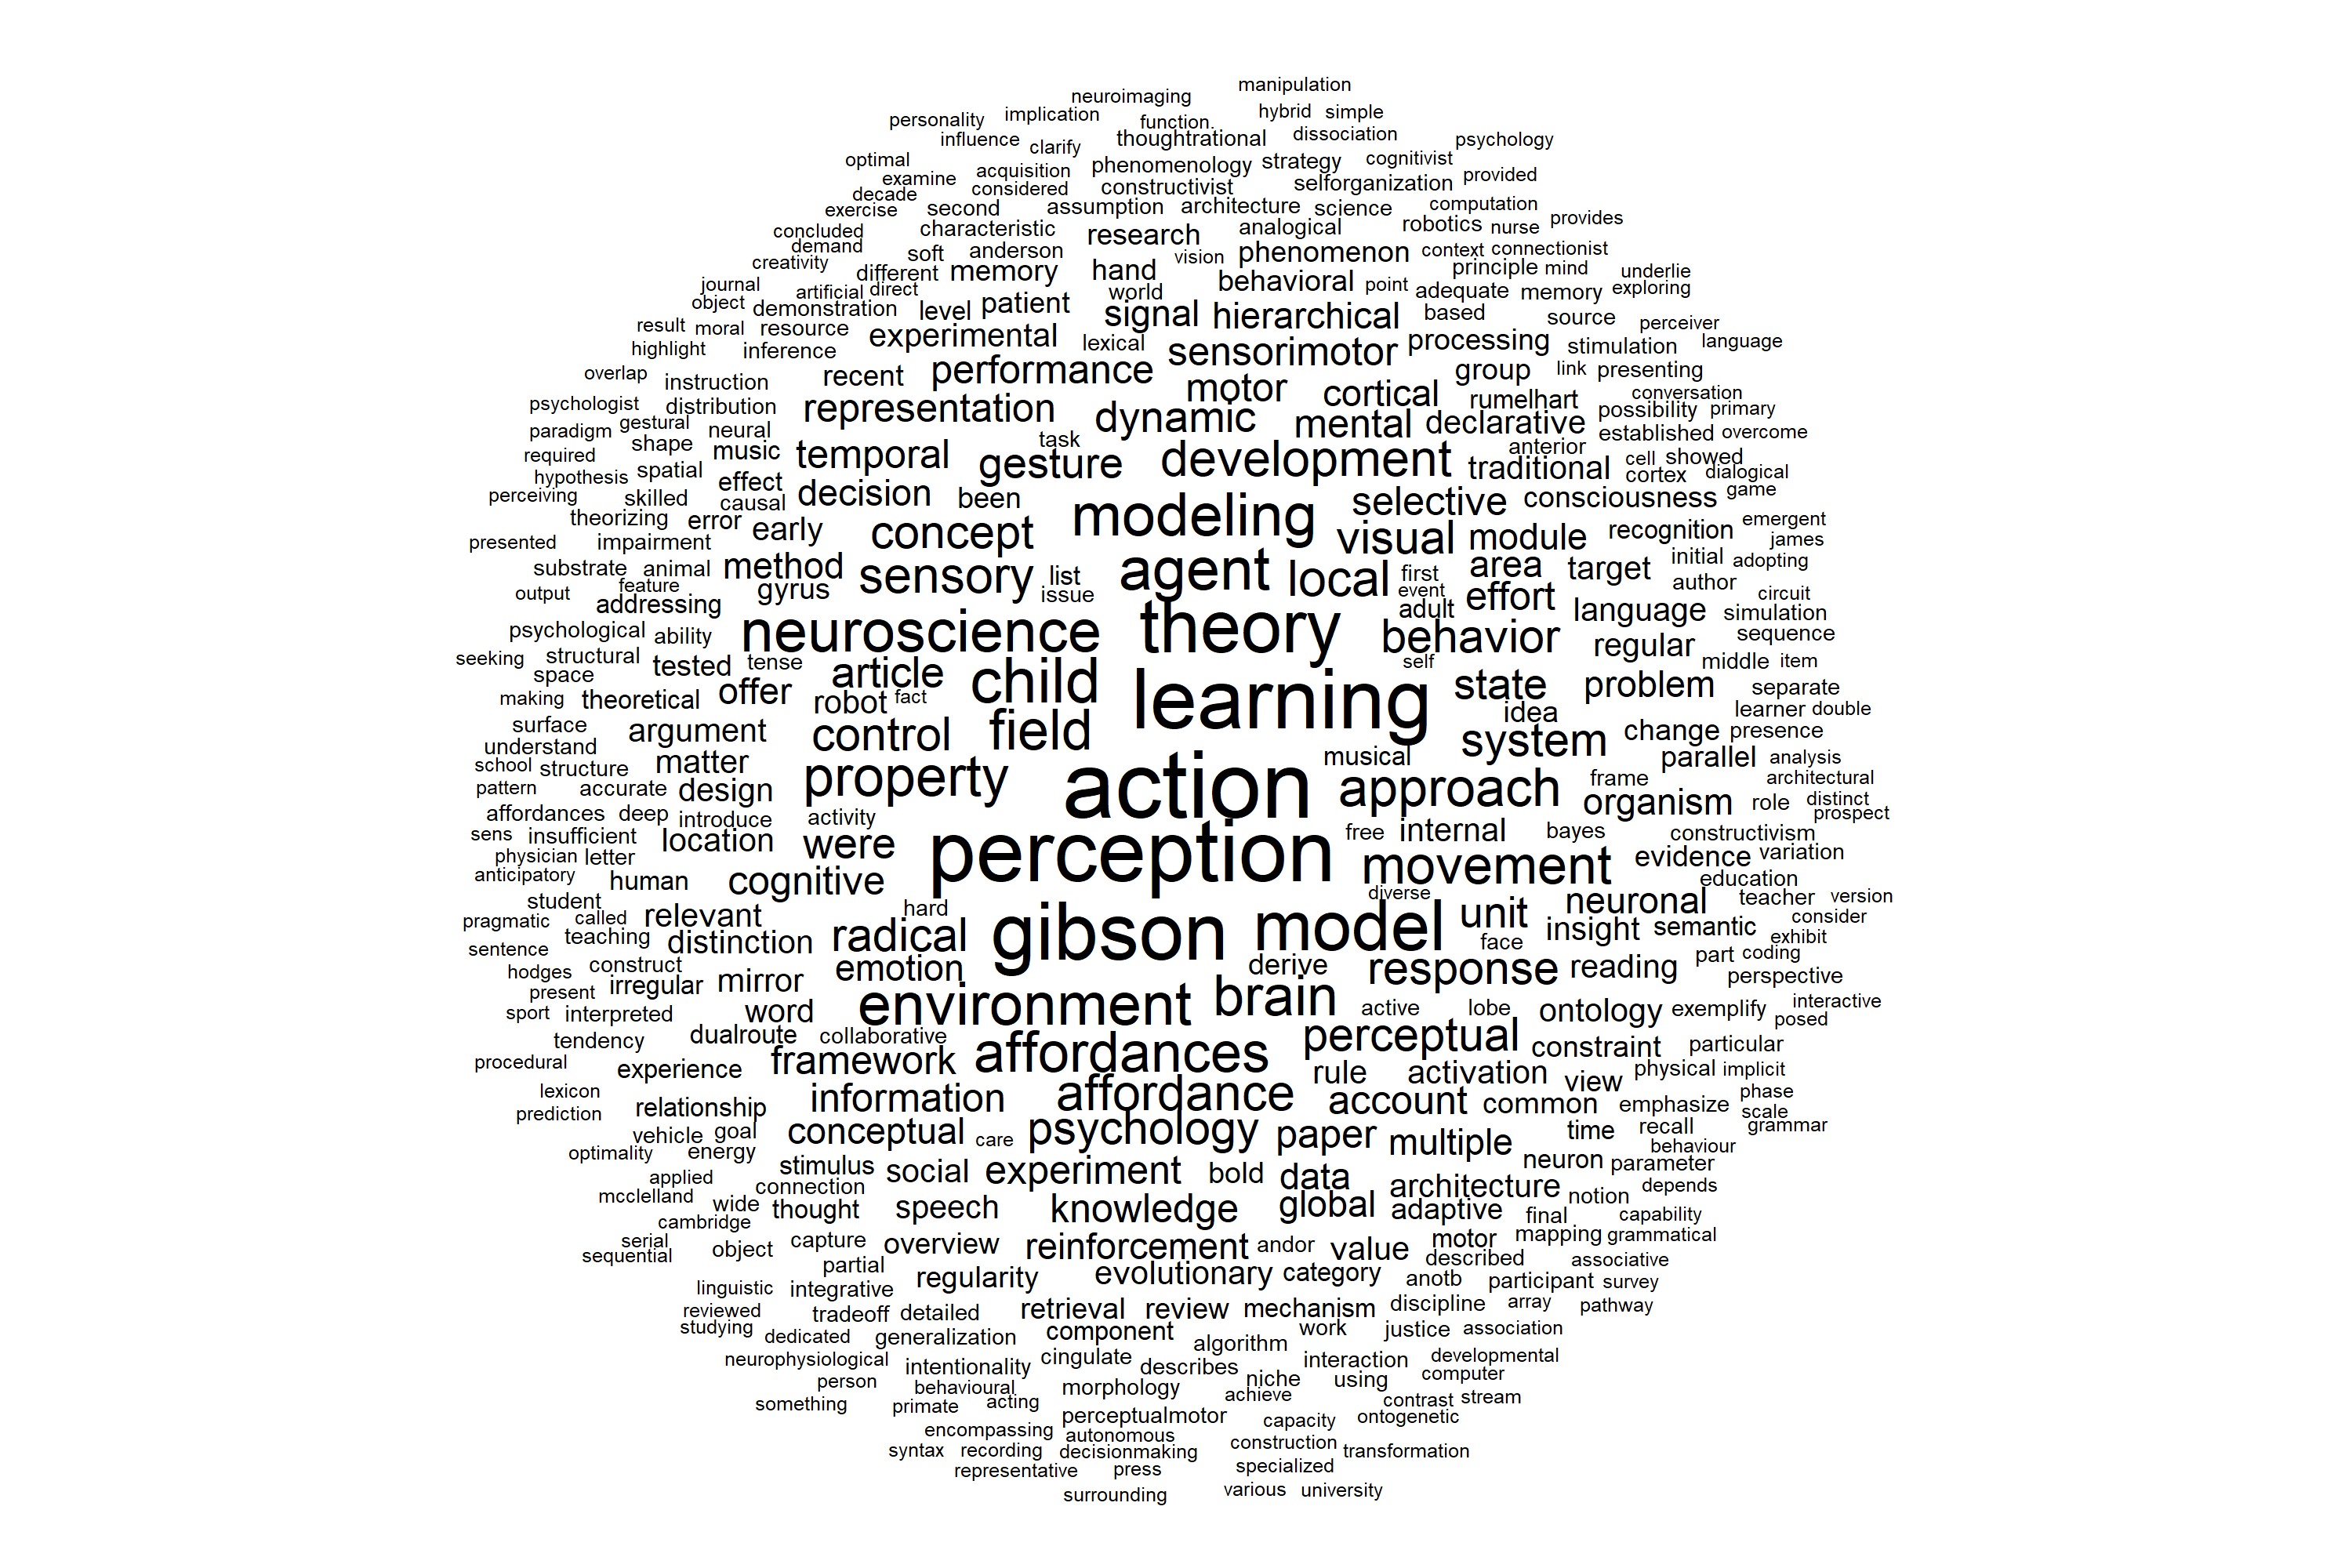 manipulation
neuroimaging
hybrid simple
personality implication function.
influence clarify thoughtrational dissociation psychology
optimal examine acquisition phenomenology strategy cognitivist
decade considered constructivist selforganization provided
exercise second assumption architecture science computation
concluded characteristic research analogical robotics nurse provides
demand soft anderson vision phenomenon context connectionist
creativity different memory hand behavioral point principle mind underlie
journal artificial direct world adequate memory exploring
object demonstration level patient signal hierarchical based source
result moral resource experimental lexical sensorimotor processing stimulation perceiver language
highlight inference
overlap instruction recent performance motor cortical group link presenting
psychologist distribution representation dynamic mental rumelhart conversation
paradigm gestural neural declarative possibility primary
required shape music temporal task gesture development anterior established overcome
hypothesis spatial effect traditional cell showed cortex dialogical
perceiving skilled causal decision been modeling selective consciousness game
theorizing error early concept visual module recognition emergent
presented impairment james
substrate animal method sensory list agent local first area target initial adopting
output feature gyrus issue event author circuit
addressing adult effort language simulation
psychological ability neuroscience theory behavior regular sequence
seeking structural tested tense article child self middle item
space learning state problem separate
making theoretical offer robot fact idea learner double
surface argument control field system change presence
understand matter musical parallel analysis
school structure property action approach frame architectural
pattern accurate design organism role distinct
affordances deep introduce activity prospect
sens insufficient location were free internal bayes constructivism
physician letter perception movement evidence variation
anticipatory human cognitive diverse education
student hard neuronal teacher version
pragmatic called relevant radical gibson model unit insight semantic consider
sentence teaching distinction face exhibit
hodges construct emotion derive response reading part coding
present irregular mirror perspective
sport interpreted word environment brain active lobe ontology exemplify interactive
tendency dualroute collaborative perceptual posed
procedural experience framework affordances constraint particular
lexicon rule activation view physical implicit
prediction relationship information affordance account common emphasize phase scale
vehicle goal conceptual care psychology paper multiple time recall grammar
optimality energy behaviour
applied stimulus social experiment bold data neuron parameter
mcclelland connection architecture notion depends
cambridge wide thought speech knowledge global adaptive final capability
serial capture overview reinforcement andor value motor mapping grammatical
sequential object partial described associative
linguistic integrative regularity evolutionary category anotb participant survey
reviewed tradeoff detailed retrieval review mechanism discipline array pathway
studying dedicated generalization component algorithm work justice association
neurophysiological intentionality cingulate describes interaction developmental
person behavioural morphology niche using computer
something primate acting achieve contrast stream
encompassing perceptualmotor capacity ontogenetic
autonomous
syntax recording decisionmaking construction transformation
representative press specialized
surrounding various university